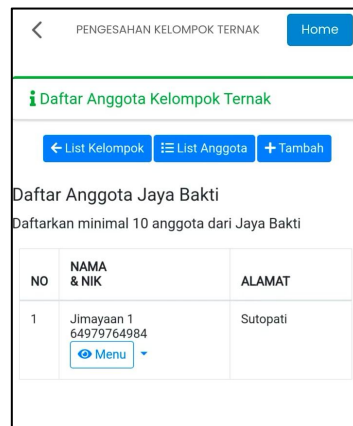 PENGESAHAN KELOMPOK TERNAK
Home
Daftar Anggota Kelompok Ternak
List Kelompok
List Anggota
Tambah
Daftar Anggota Jaya Bakti
Daftarkan minimal 10 anggota dari Jaya Bakti
NO
NAMA
& NIK
ALAMAT
1
Jimayaan 1
64979764984
Menu
Sutopati